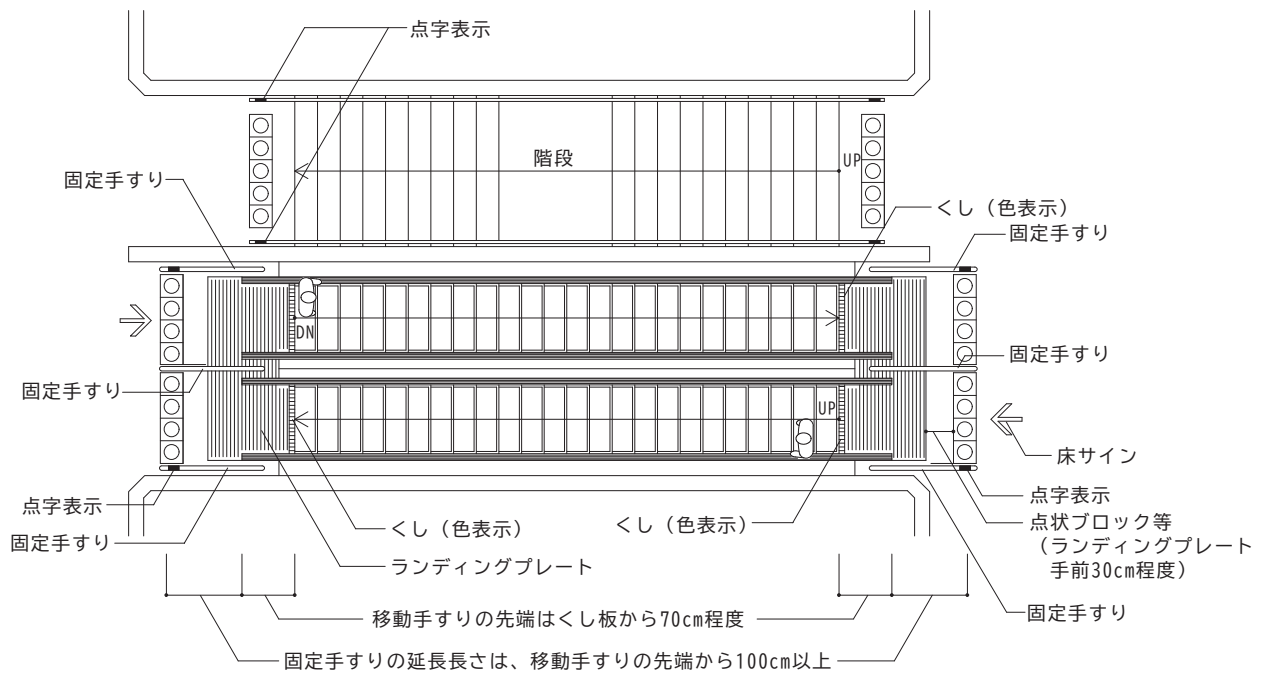 点字表示
階段
UP
固定手すり
くし（色表示）
固定手すり
DN
固定手すり
固定手すり
UP
床サイン
点字表示
点字表示
くし（色表示）
くし（色表示）
点状ブロック等
（ランディングプレート
手前30cm程度）
固定手すり
ランディングプレート
固定手すり
移動手すりの先端はくし板から70cm程度
固定手すりの延長長さは、移動手すりの先端から100cm以上